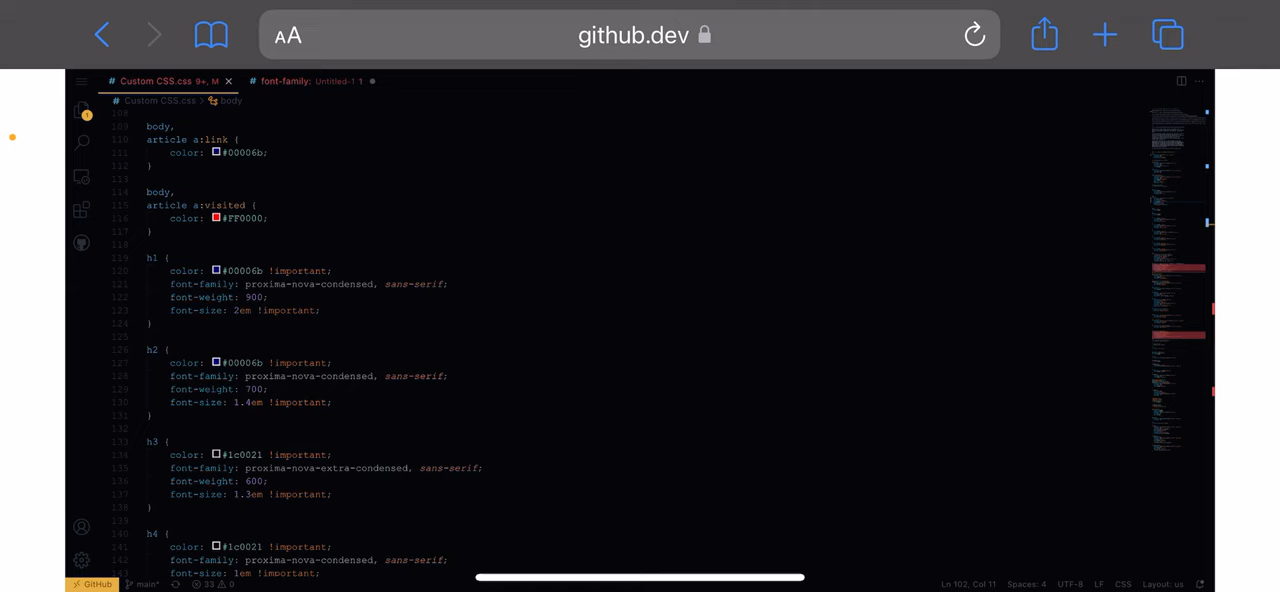 AA github.dev
# Custom CSS.css 9+, M × # font-family: Untitled-1 1
# Custom CSS.css > body
108
109 body,
110 article a:link {
111 color: #00006b;
112 }
113
114 body,
115 article a:visited {
116 color: #FF0000;
117 }
118
119 h1 {
120 color: #00006b !important;
121 font-family: proxima-nova-condensed, sans-serif;
122 font-weight: 900;
123 font-size: 2em !important;
124 }
125
126 h2 {
127 color: #00006b !important;
128 font-family: proxima-nova-condensed, sans-serif;
129 font-weight: 700;
130 font-size: 1.4em !important;
131 }
132
133 h3 {
134 color: #1c0021 !important;
135 font-family: proxima-nova-extra-condensed, sans-serif;
136 font-weight: 600;
137 font-size: 1.3em !important;
138 }
139
140 h4 {
141 color: #1c0021 !important;
142 font-family: proxima-nova-condensed, sans-serif;
143 font-size: 1em !important;
1
GitHub main* 33 0 Ln 102, Col 11 Spaces: 4 UTF-8 LF CSS Layout: us